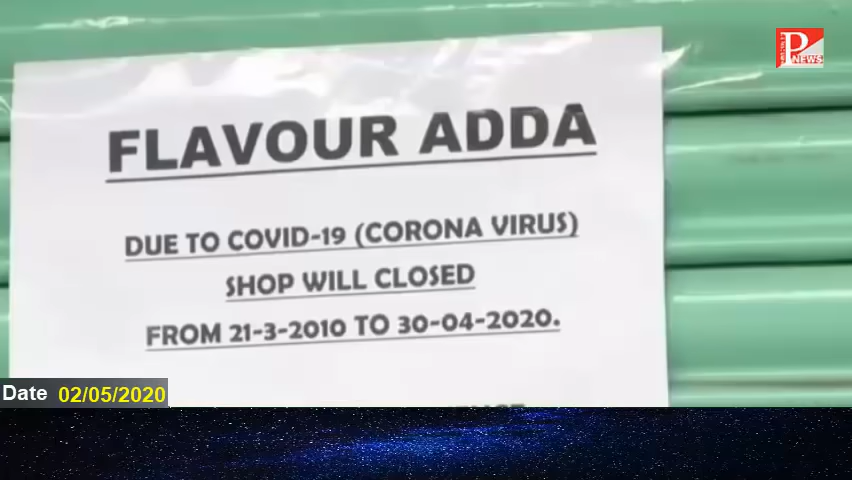 P
NEWS
FLAVOUR ADDA
DUE TO COVID-19 (CORONA VIRUS)
SHOP WILL CLOSED
FROM 21-3-2010 TO 30-04-2020.
Date 02/05/2020